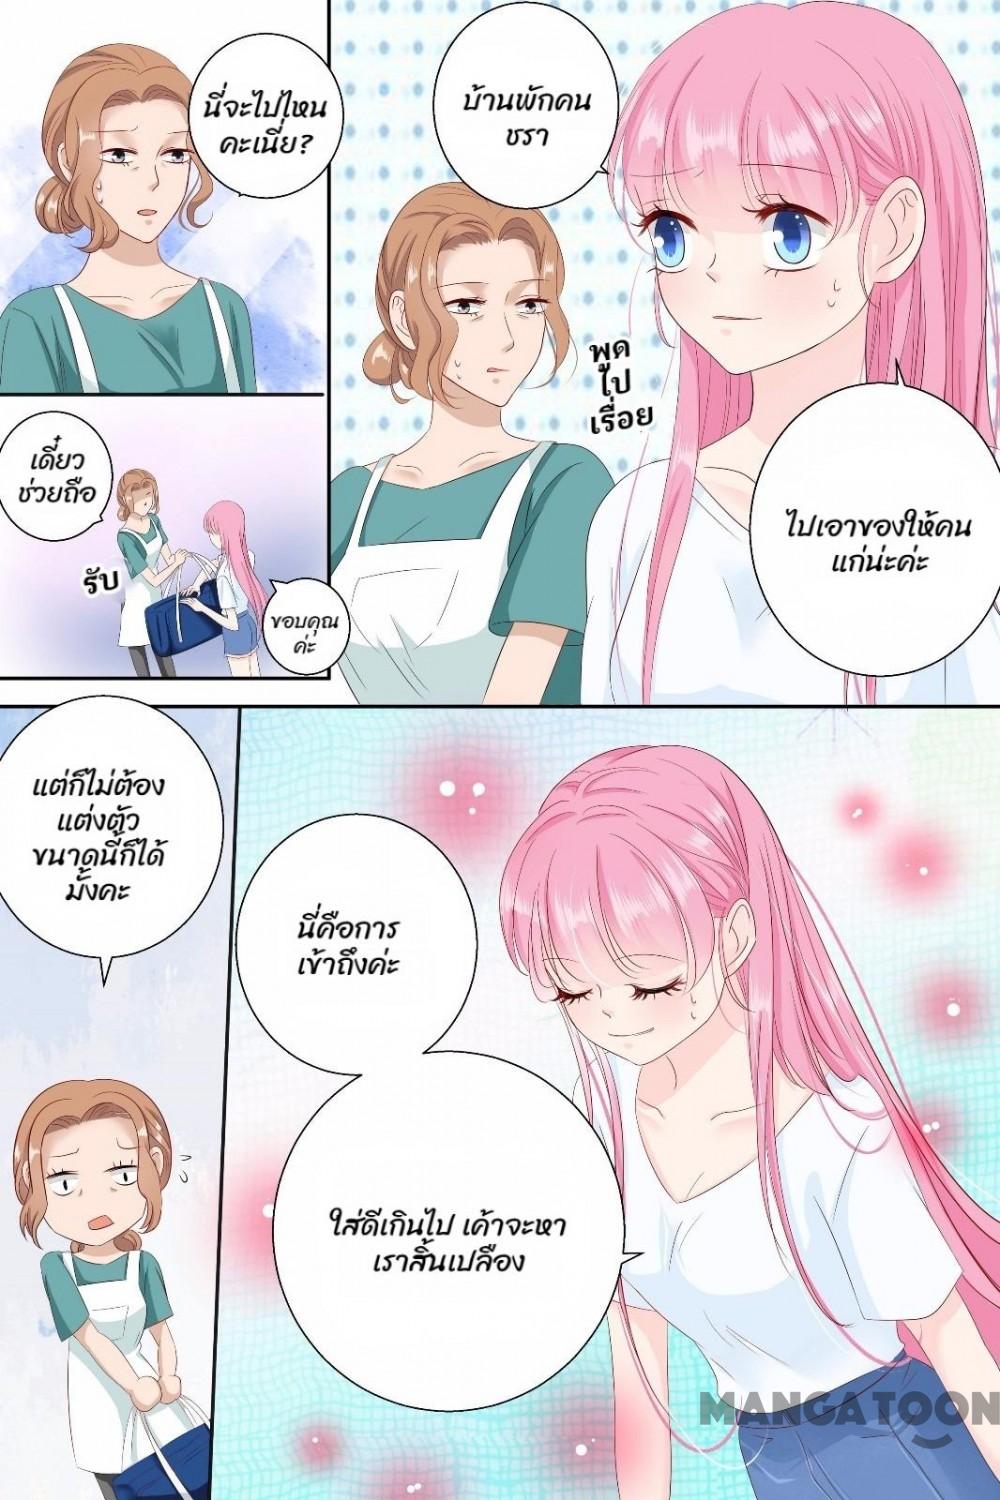 นี่จะไปไหน
คะเนี่ย?
บ้านพักคน
ชรา
พูด
ไป
เรื่อย
ไปเอาของให้คน
แก่น่ะค่ะ
เดี๋ยว
ช่วยถือ
รับ
ขอบคุณ
ค่ะ
แต่ก็ไม่ต้อง
แต่งตัว
ขนาดนี้ก็ได้
มั้งคะ
นี่คือการ
เข้าถึงค่ะ
ใส่ดีเกินไป เค้าจะหา
เราสิ้นเปลือง
MANGATOON